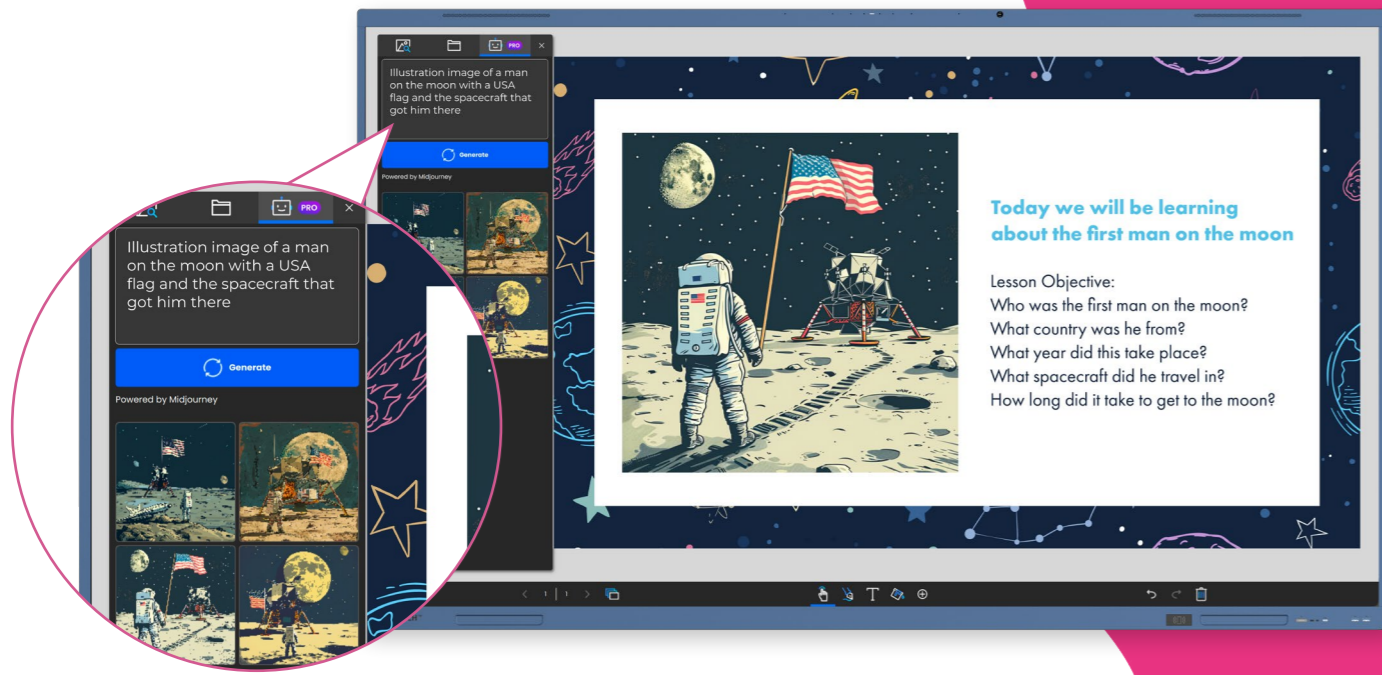 PRO
Illustration image of a man
on the moon with a USA
flag and the spacecraft that
got him there
Generate
Powered by Midjourney
PRO
Illustration image of a man
on the moon with a USA
flag and the spacecraft that
got him there
Generate
Powered by Midjourney
Today we will be learning
about the first man on the moon
Lesson Objective:
Who was the first man on the moon?
What country was he from?
What year did this take place?
What spacecraft did he travel in?
How long did it take to get to the moon?
1 | 1